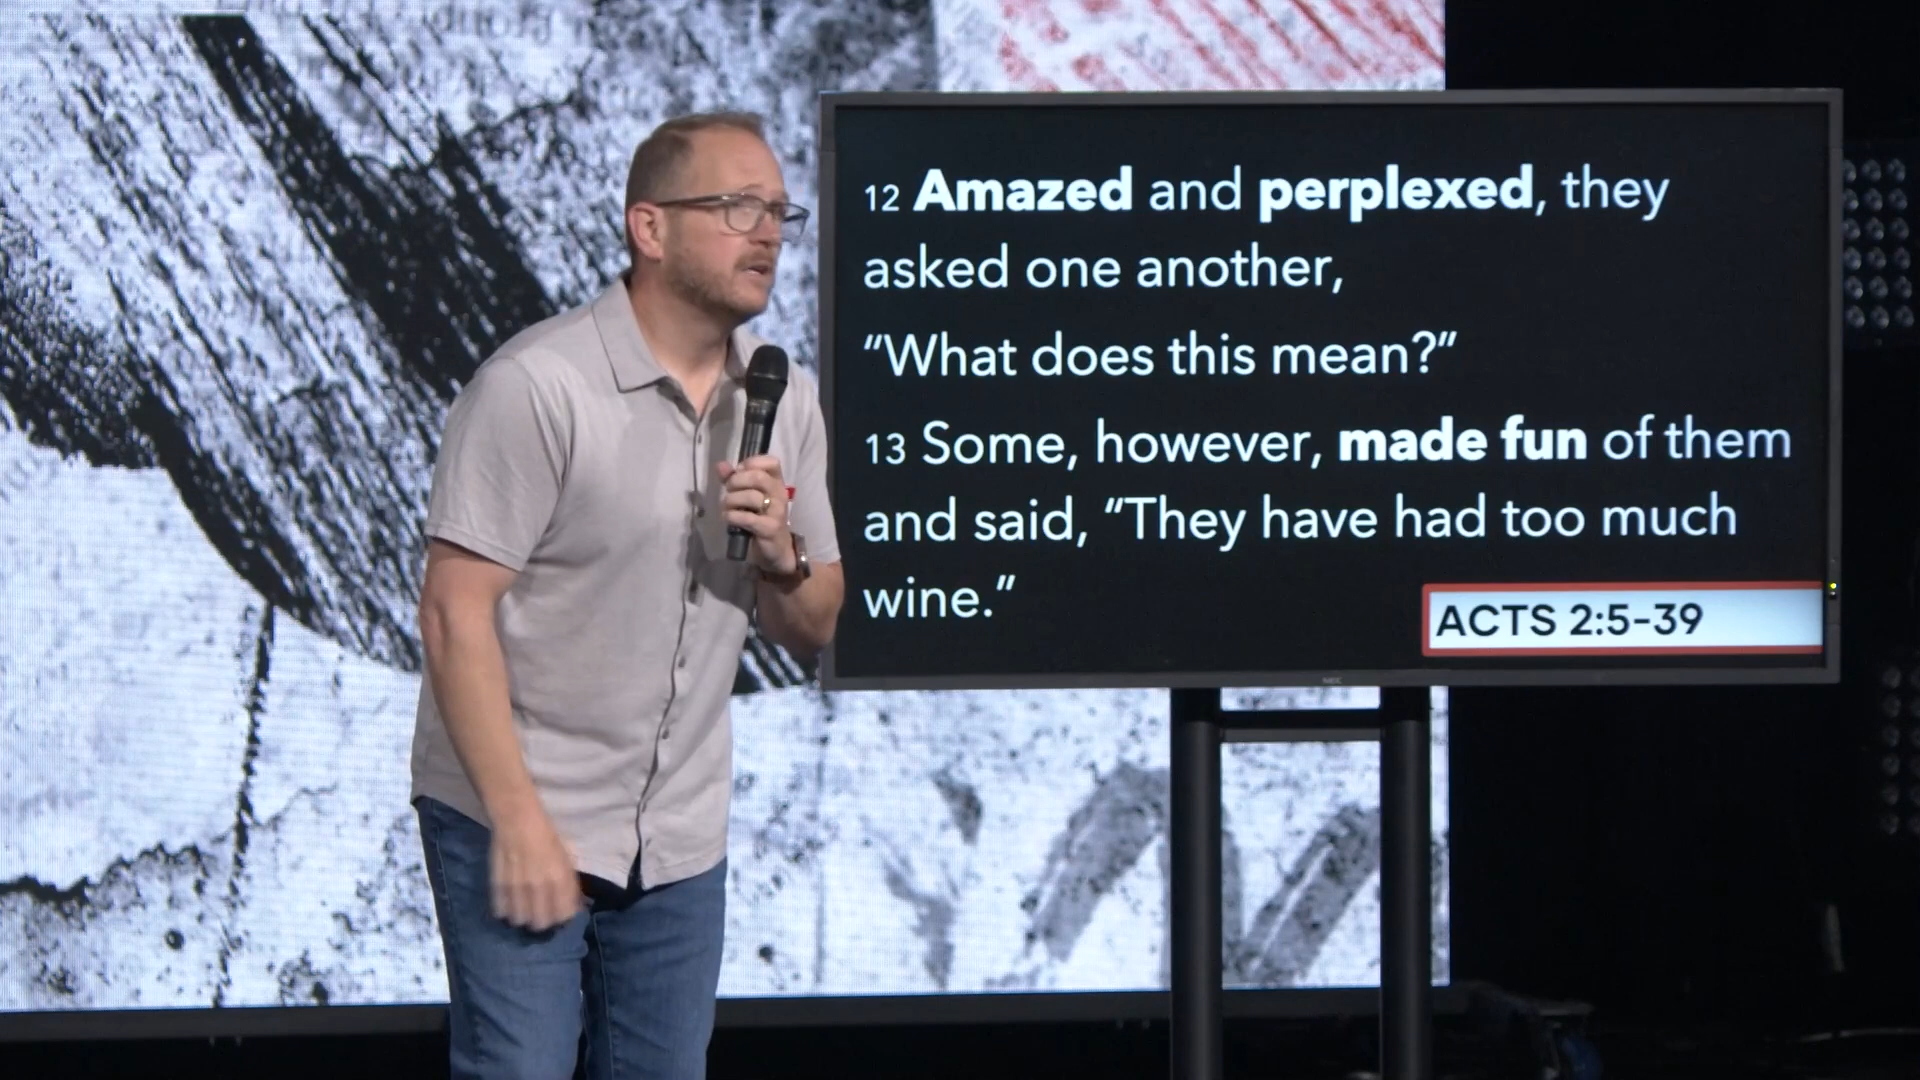 12 Amazed and perplexed, they
asked one another,
“What does this mean?”
13 Some, however, made fun of them
and said, “They have had too much
wine.”
ACTS 2:5-39
NEC